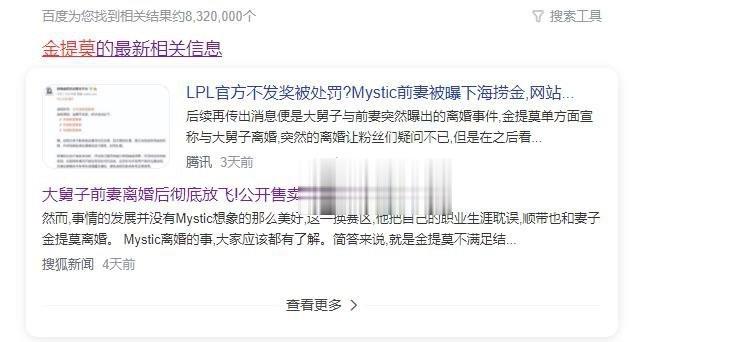 百度为您找到相关结果约8,320,000个
搜索工具
金提莫的最新相关信息
LPL官方不发奖被处罚?Mystic前妻被曝下海捞金,网站...
后续再传出消息便是大舅子与前妻突然曝出的离婚事件,金提莫单方面宣
称与大舅子离婚,突然的离婚让粉丝们疑问不已,但是在之后看...
腾讯 3天前
大舅子前妻离婚后彻底放飞!公开售卖
然而,事情的发展并没有Mystic想象的那么美好,这一换赛区,他把自己的职业生涯耽误,顺带也和妻子
金提莫离婚。 Mystic离婚的事,大家应该都有了解。简答来说,就是金提莫不满足结...
搜狐新闻 4天前
查看更多